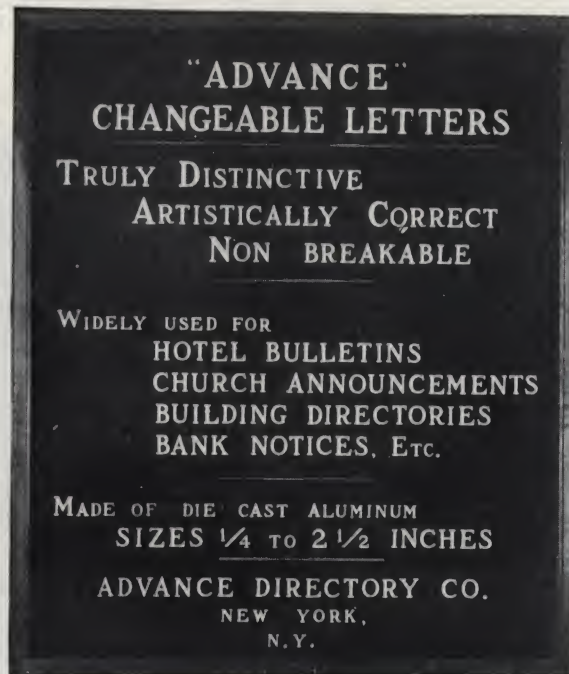 "ADVANCE"
CHANGEABLE LETTERS
TRULY DISTINCTIVE
ARTISTICALLY CORRECT
NON BREAKABLE
WIDELY USED FOR
HOTEL BULLETINS
CHURCH ANNOUNCEMENTS
BUILDING DIRECTORIES
BANK NOTICES, ETC.
MADE OF DIE CAST ALUMINUM
SIZES 1/4 TO 2 1/2 INCHES
ADVANCE DIRECTORY CO.
NEW YORK,
N.Y.